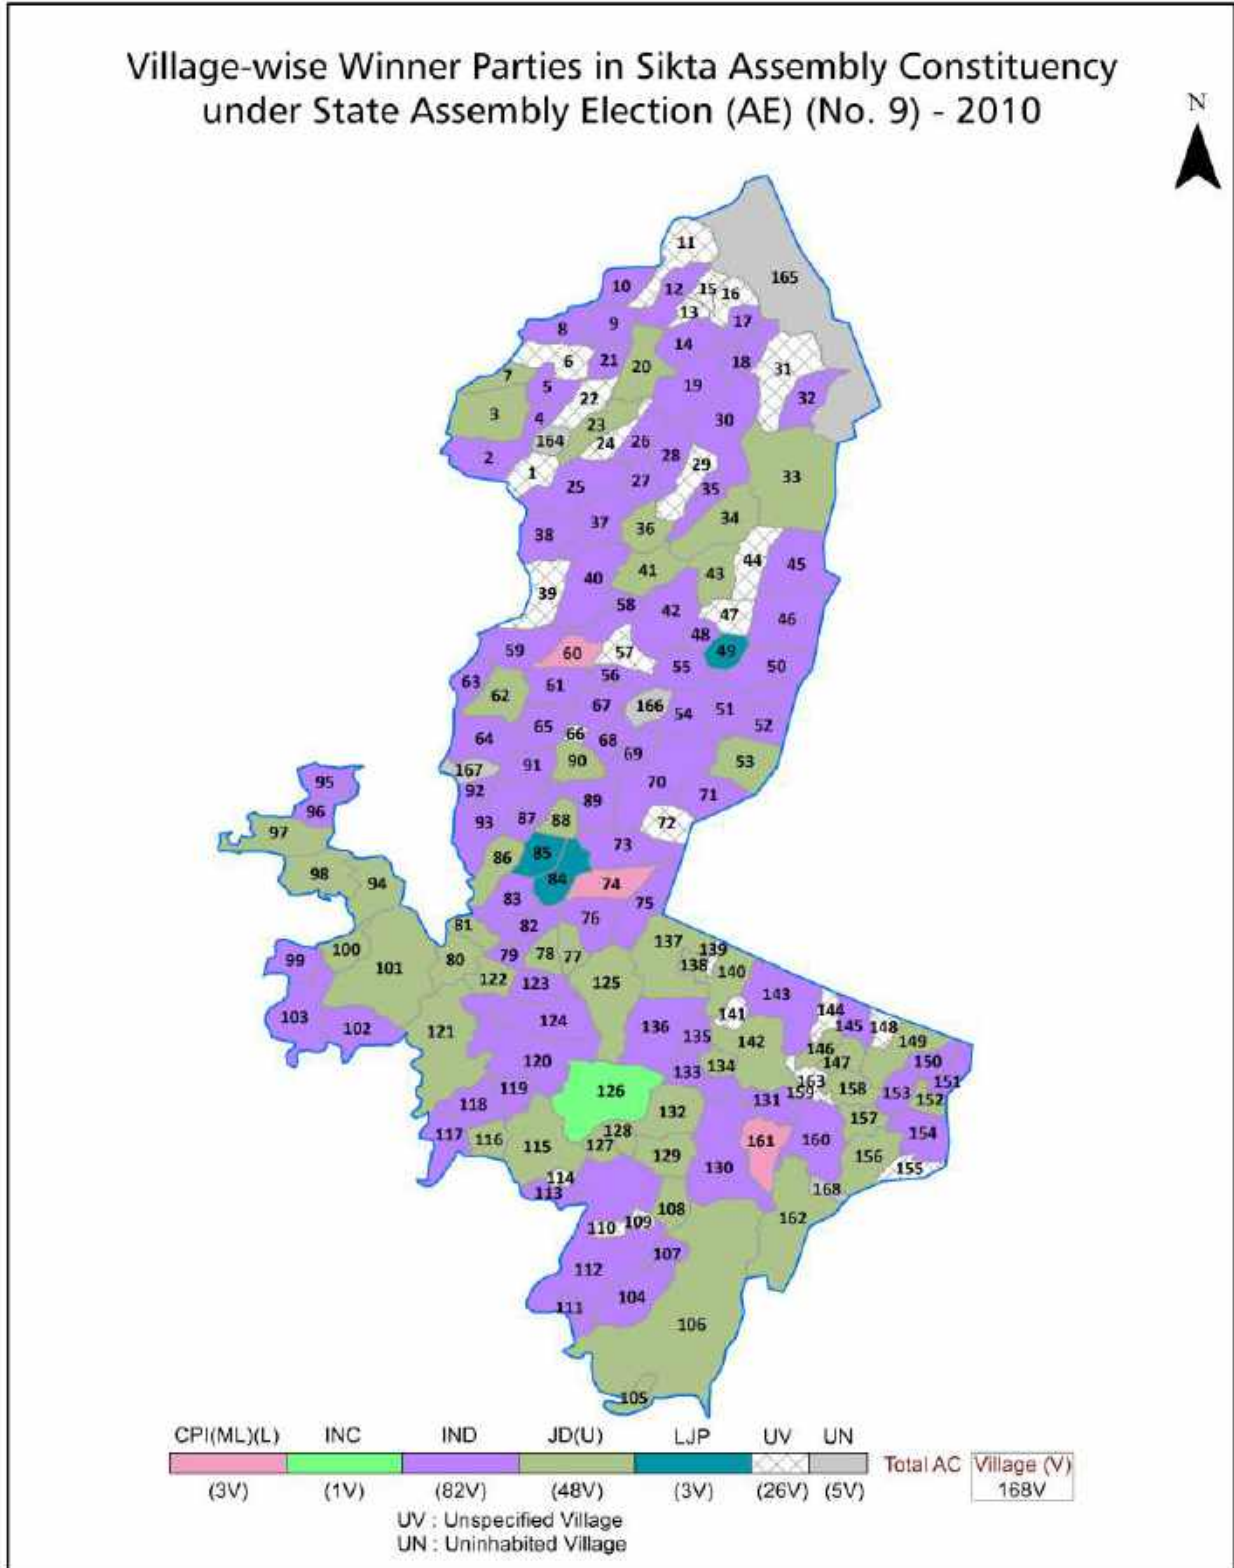 Village-wise Winner Parties in Sikta Assembly Constituency
under State Assembly Election (AE) (No. 9) - 2010
N
11
165
10 12 15 16
13
8 9 17
14
6 21 20 18 31
7 5 19 32
22
3 4 23 30
164 24 26
2 1 28 29
25 27 35 33
37 36 34
38
44 45
39 40 41 43
58 42 47 46
48
59 60 57 55 49 50
63 62 61 56
67 166 54 51
64 65 66 68 52
69
167 91 90 53
95 92 70
96 89 71
97 93 87 88 72
98 94 86 85 73
84 74
83 75
81 82 76
99 100 80 79 78 77 137 139
101 122 123 138 140
125 143
103 102 121 124 136 135 141 144
145 148
142 146 149
120 133 134 147 150
119 126 163 151
118 159 158 153 152
132 131
117 116 128 157 154
115 127 161 160
129 156 155
114 130
113 168
108 162
110 109
112 107
111 104
106
105
CPI(ML)(L) INC IND JD(U) LJP UV UN
Total AC Village (V)
(3V) (1V) (82V) (48V) (3V) (26V) (5V) 168V
UV : Unspecified Village
UN : Uninhabited Village